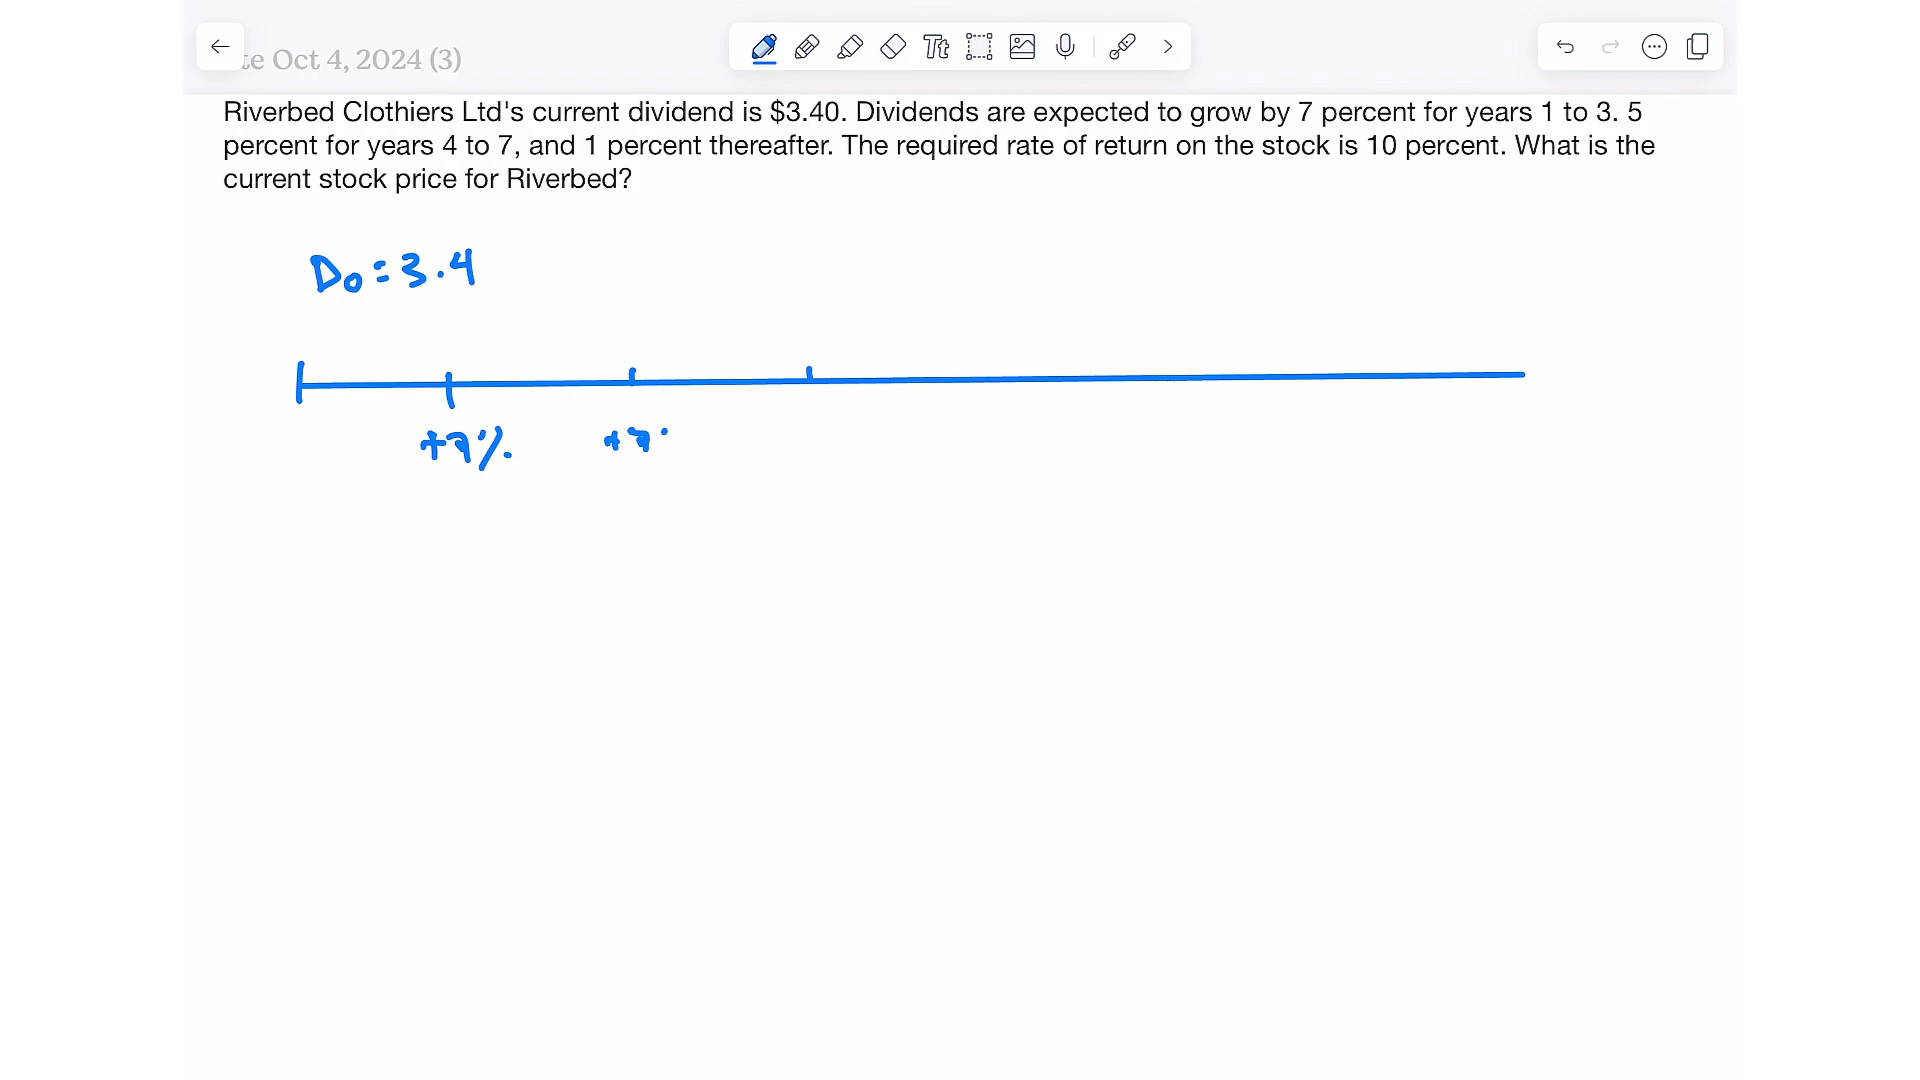 te Oct 4, 2024 (3)
Tt
Riverbed Clothiers Ltd's current dividend is $3.40. Dividends are expected to grow by 7 percent for years 1 to 3. 5
percent for years 4 to 7, and 1 percent thereafter. The required rate of return on the stock is 10 percent. What is the
current stock price for Riverbed?
D0 = 3.4
+7% +7